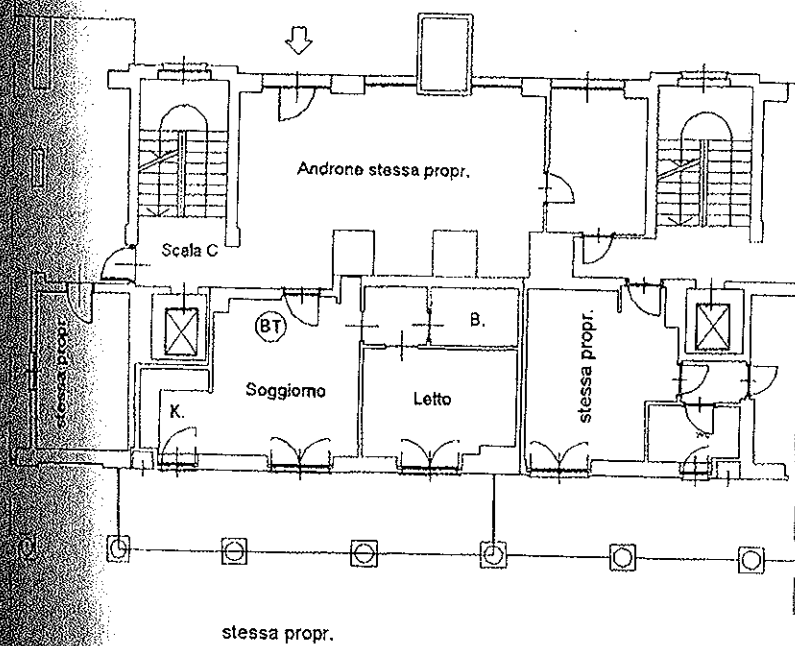 Androne stessa propr.
Scala C
BT
B.
stessa propr.
stessa propr.
Soggiorno
Letto
K.
stessa propr.